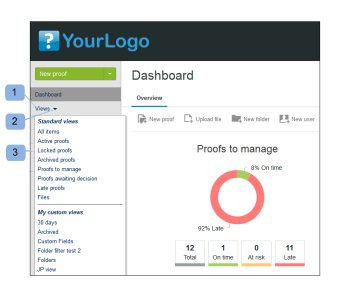 ? YourLogo
New proof
Dashboard
Views
Standard views
All items
Active proofs
Locked proofs
Archived proofs
Proofs to manage
Proofs awaiting decision
Late proofs
Files
My custom views
30 days
Archived
Custom Fields
Folder filter test 2
Folders
JP view
1
2
3
Dashboard
Overview
New proof
Upload file
New folder
New user
Proofs to manage
8% On time
92% Late
12 1 0 11
Total On time At risk Late